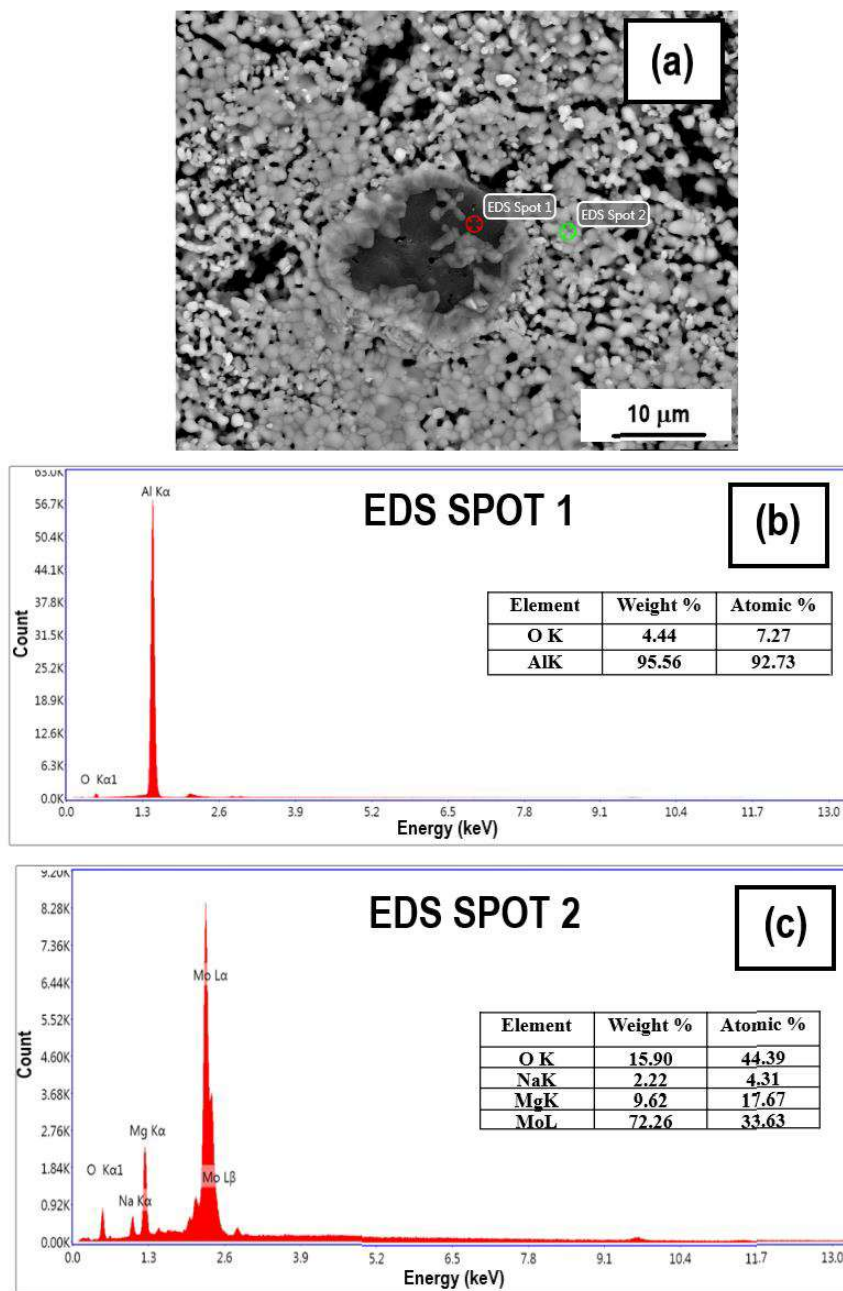 (a)
EDS Spot 1
EDS Spot 2
10 μm
63.0K
56.7K
50.4K
44.1K
37.8K
31.5K
25.2K
18.9K
12.6K
6.3K
0.0K
Count
Al Kα
O Kα1
EDS SPOT 1
(b)
Element Weight % Atomic %
O K 4.44 7.27
AlK 95.56 92.73
0.0 1.3 2.6 3.9 5.2 6.5 7.8 9.1 10.4 11.7 13.0
Energy (keV)
9.20K
8.28K
7.36K
6.44K
5.52K
4.60K
3.68K
2.76K
1.84K
0.92K
0.00K
Count
EDS SPOT 2
(c)
Mo Lα
Mg Kα
O Kα1
Na Kα
Mo Lβ
Element Weight % Atomic %
O K 15.90 44.39
NaK 2.22 4.31
MgK 9.62 17.67
MoL 72.26 33.63
0.0 1.3 2.6 3.9 5.2 6.5 7.8 9.1 10.4 11.7 13.0
Energy (keV)